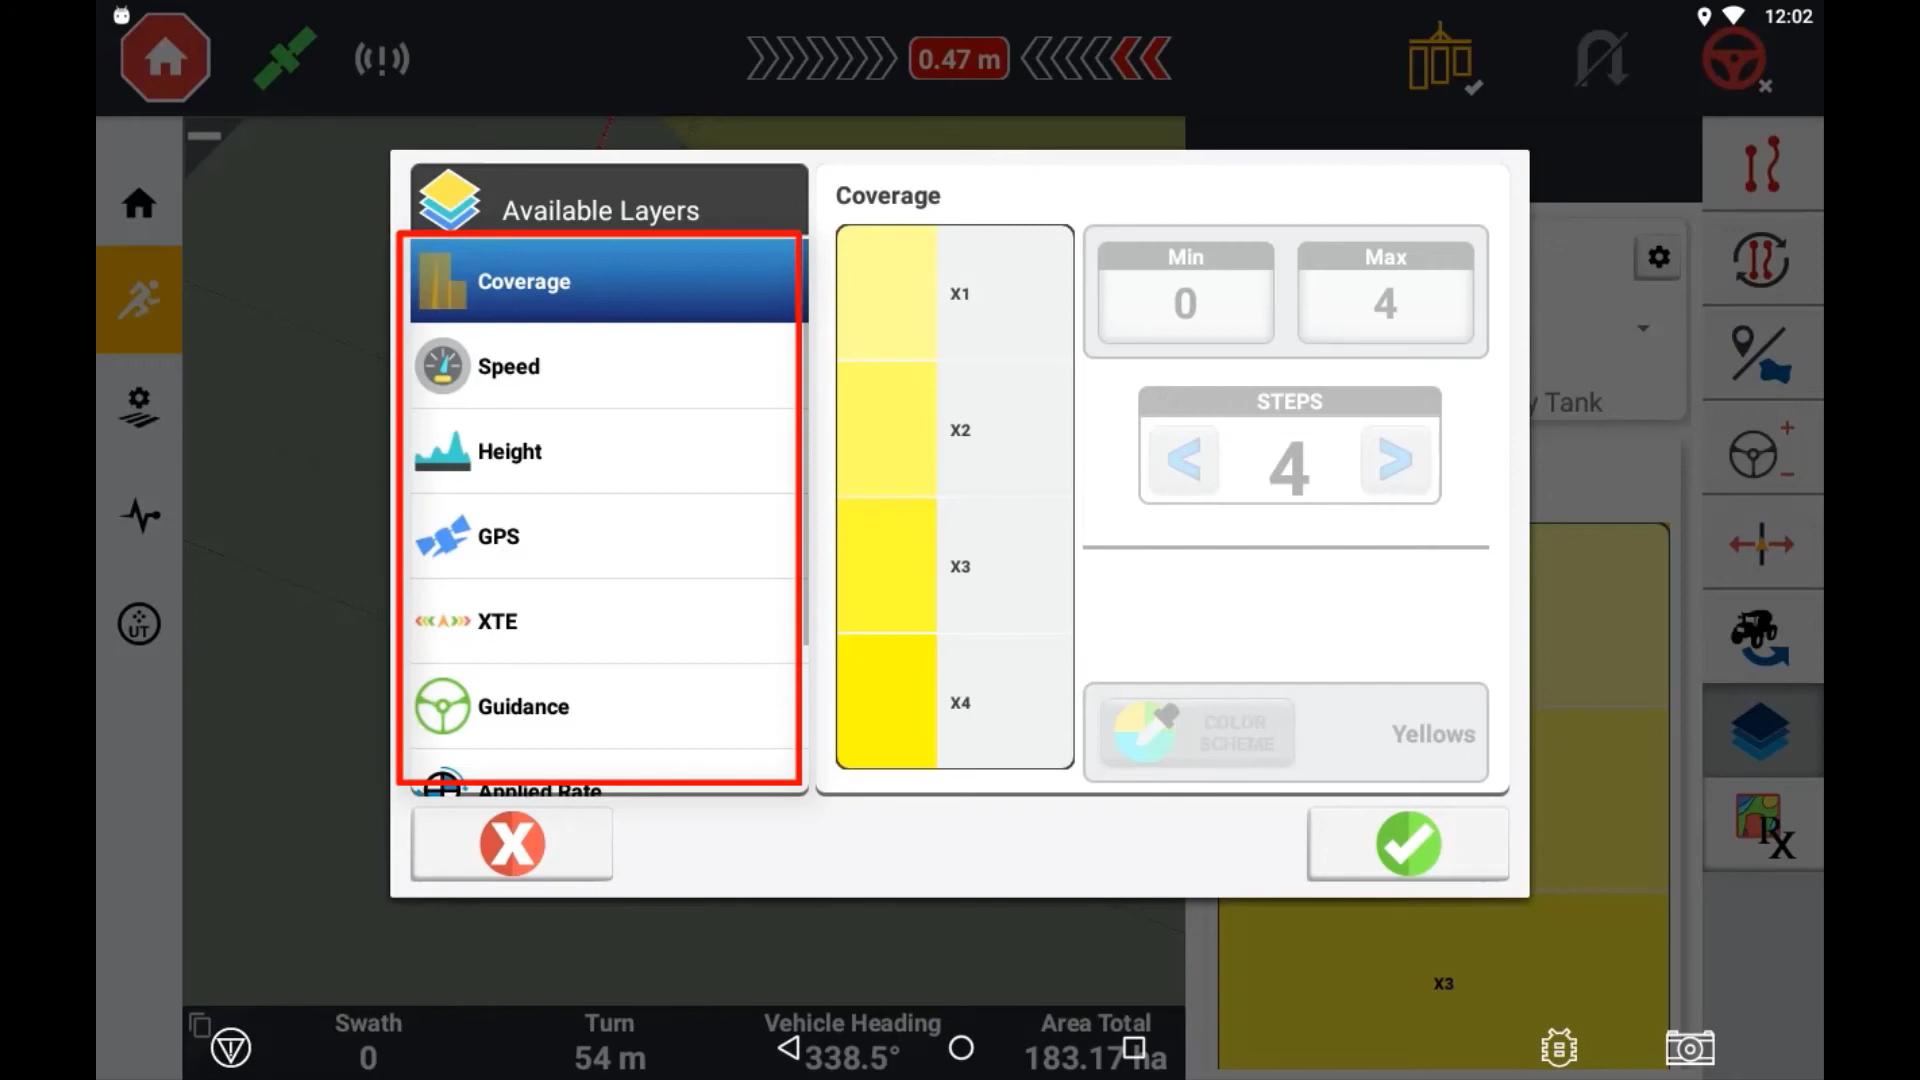 12:02
0.47 m
Available Layers
Coverage
Speed
Height
GPS
XTE
Guidance
Applied Rate
Coverage
X1
X2
X3
X4
Min
0
Max
4
STEPS
4
COLOR
SCHEME
Yellows
y Tank
UT
Rx
X3
Swath
0
Turn
54 m
Vehicle Heading
338.5°
Area Total
183.17 ha